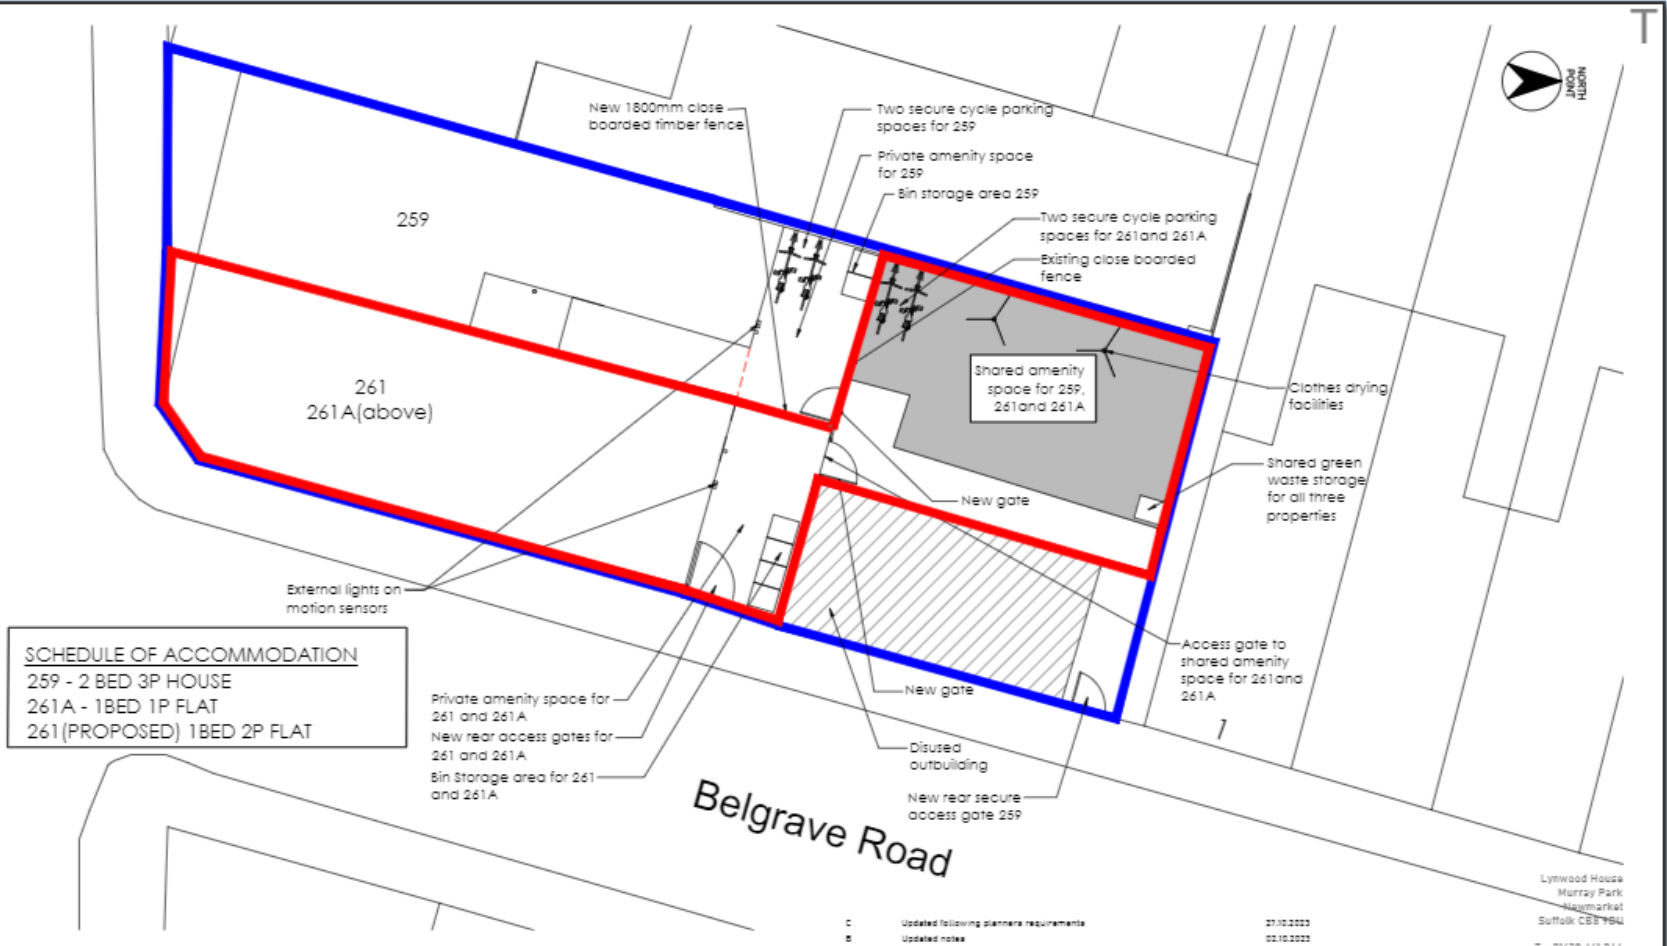 T
NORTH
POINT
New 1800mm close
boarded timber fence
Two secure cycle parking
spaces for 259
Private amenity space
for 259
Bin storage area 259
Two secure cycle parking
spaces for 261and 261A
Existing close boarded
fence
259
261
261A(above)
Shared amenity
space for 259,
261and 261A
Clothes drying
facilities
Shared green
waste storage
for all three
properties
New gate
External lights on
motion sensors
SCHEDULE OF ACCOMMODATION
259 - 2 BED 3P HOUSE
261A - 1BED 1P FLAT
261(PROPOSED) 1BED 2P FLAT
Private amenity space for
261 and 261A
New rear access gates for
261 and 261A
Bin Storage area for 261
and 261A
New gate
Disused
outbuilding
New rear secure
access gate 259
Access gate to
shared amenity
space for 261and
261A
1
Belgrave Road
Lynwood House
Murray Park
Newmarket
Suffolk CB8
C Updated following planners requirements 27.10.2023
B Updated notes 02.10.2023